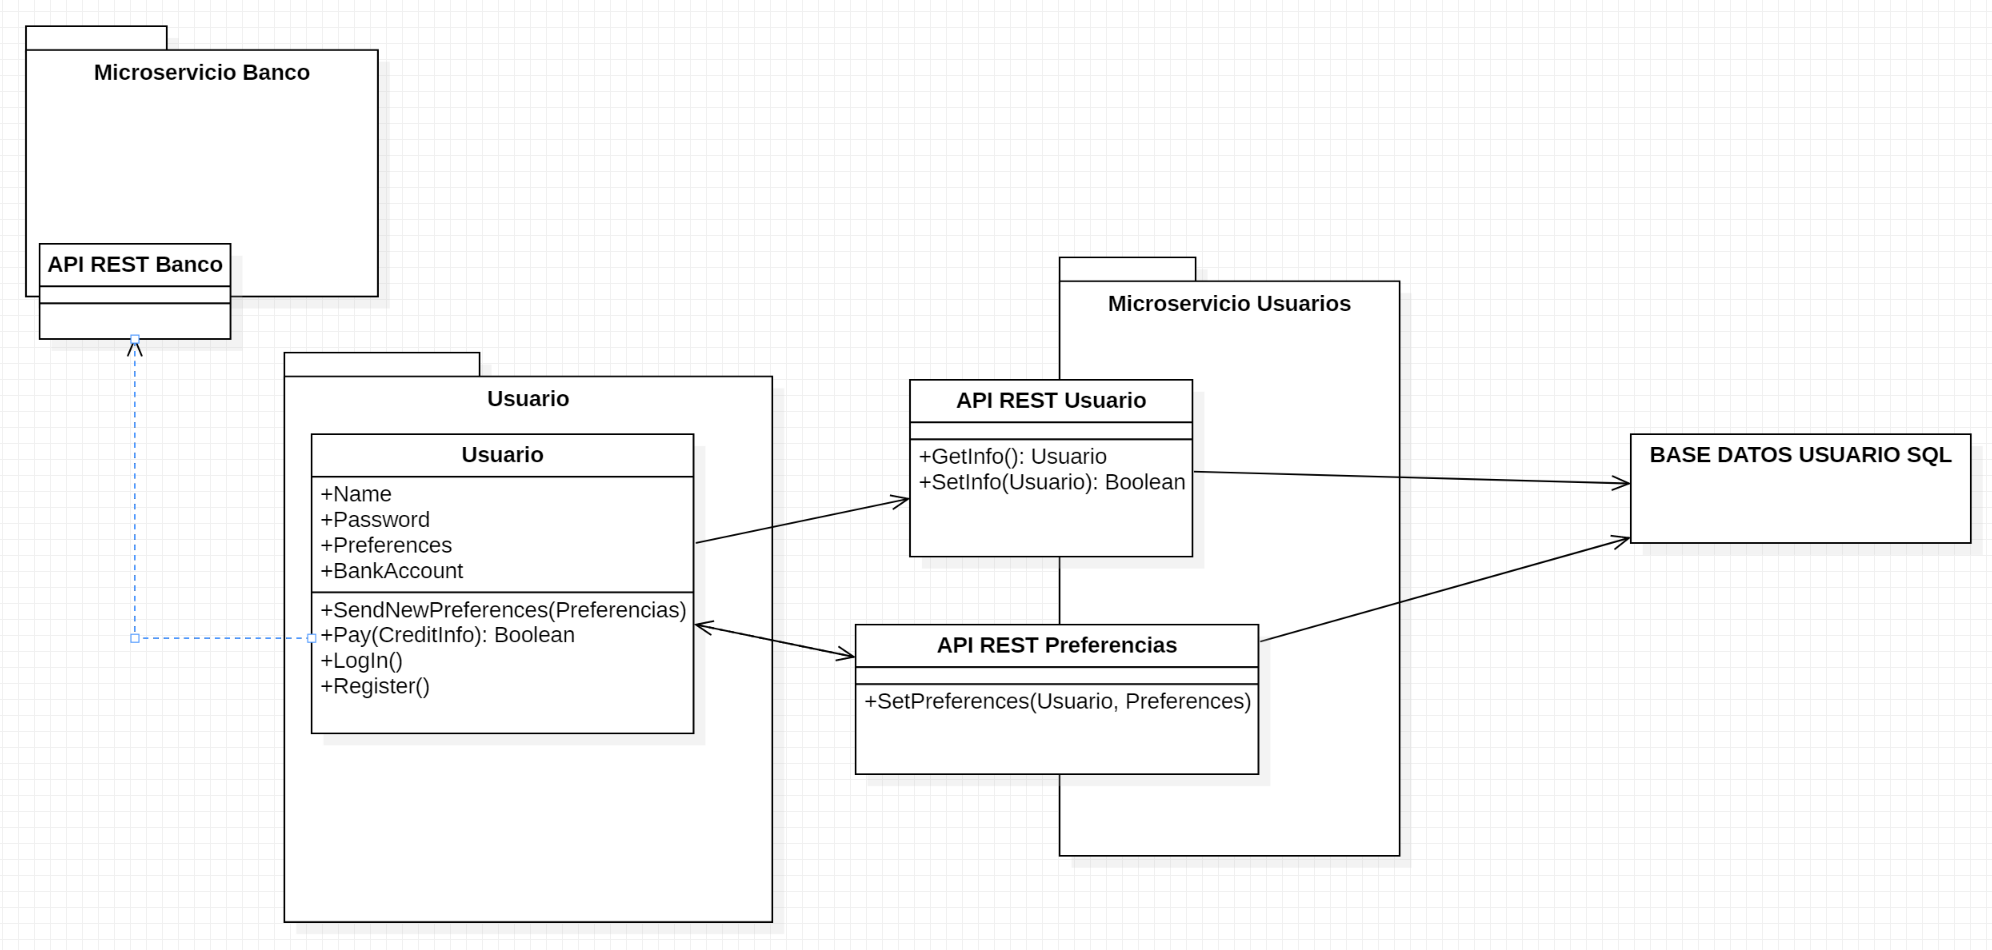 Microservicio Banco
API REST Banco
Usuario
Usuario
+Name
+Password
+Preferences
+BankAccount
+SendNewPreferences(Preferencias)
+Pay(CreditInfo): Boolean
+LogIn()
+Register()
Microservicio Usuarios
API REST Usuario
+GetInfo(): Usuario
+SetInfo(Usuario): Boolean
API REST Preferencias
+SetPreferences(Usuario, Preferences)
BASE DATOS USUARIO SQL